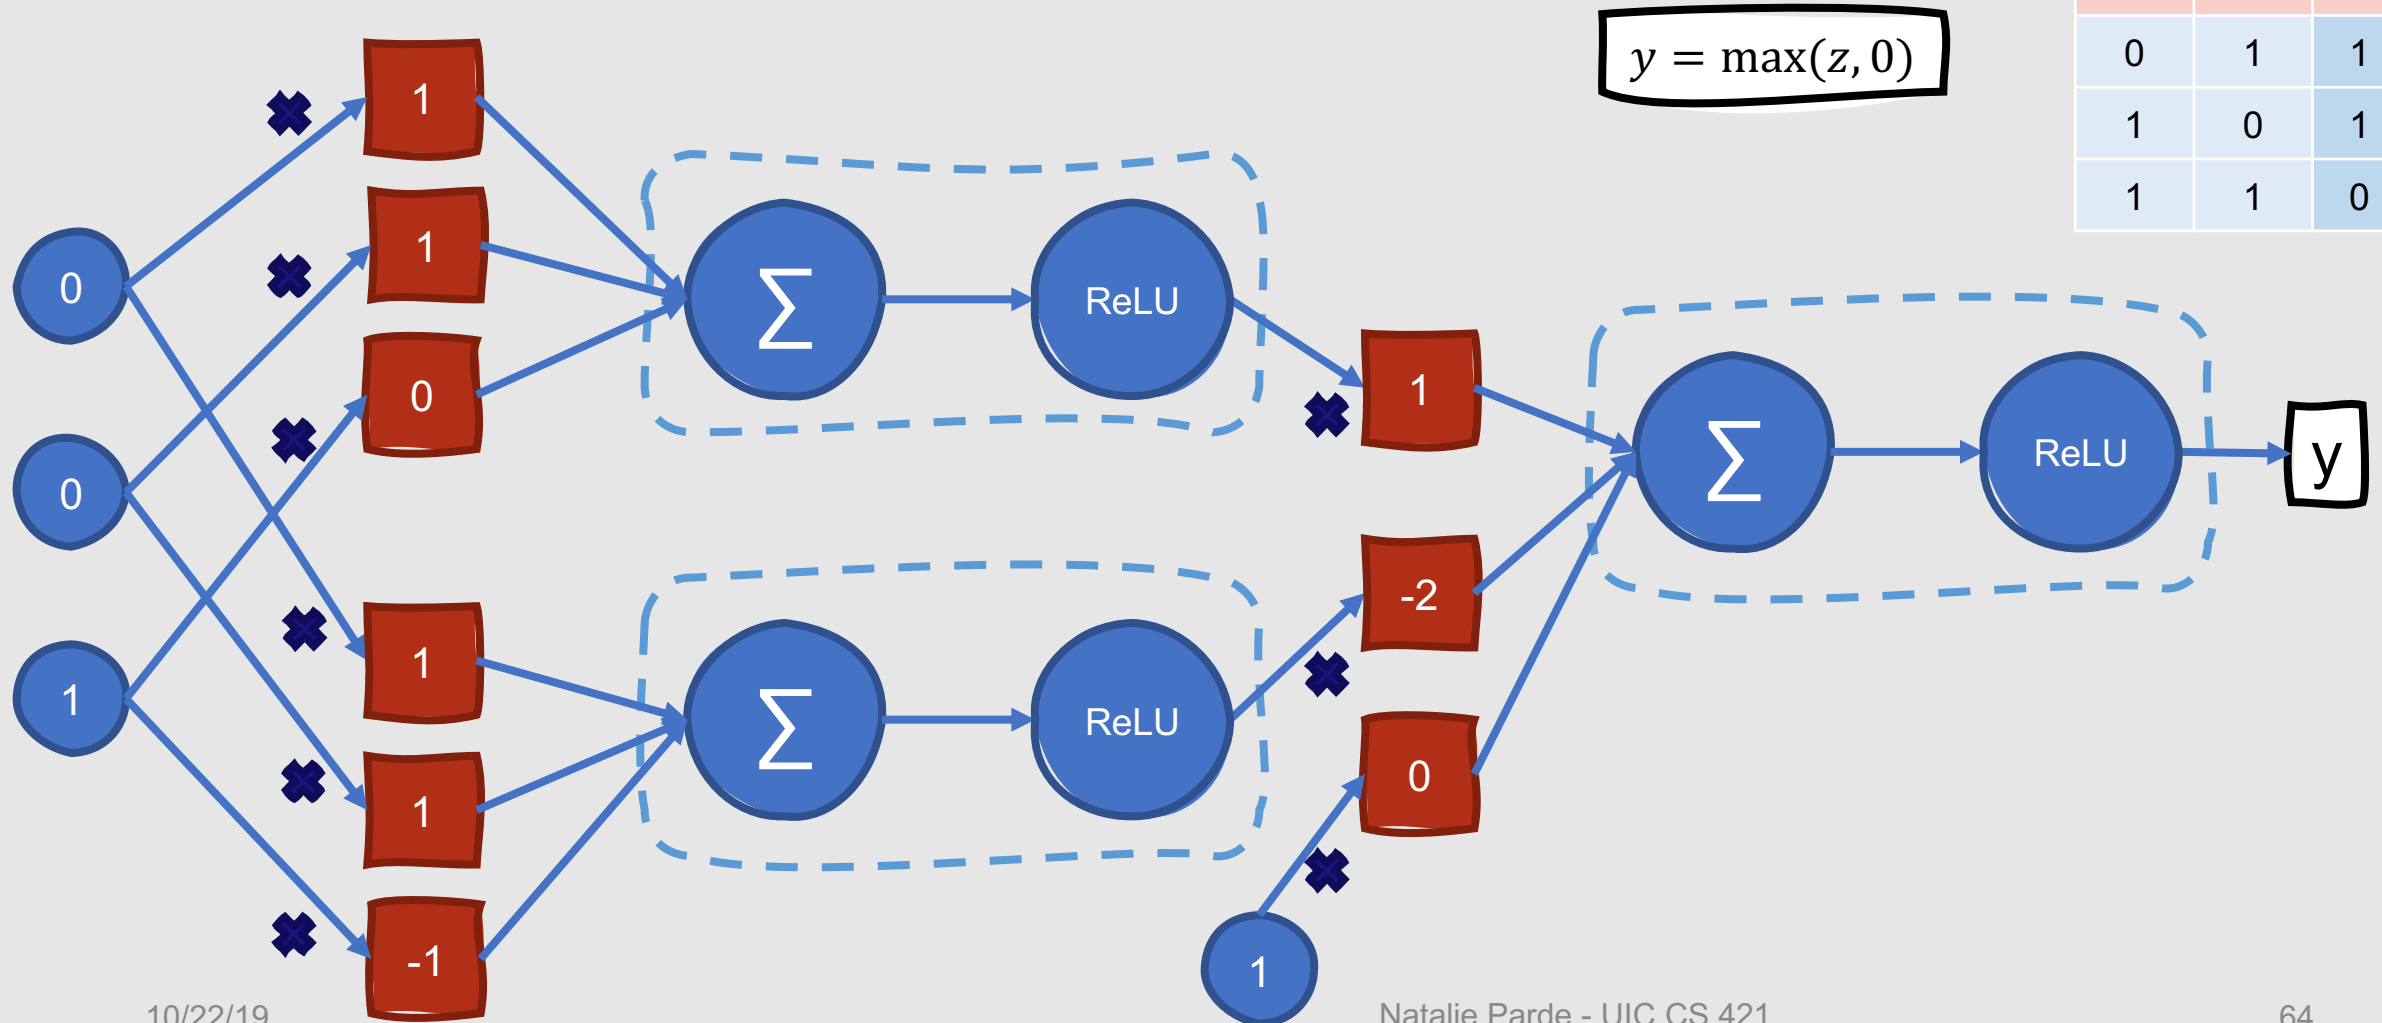 y = max(z, 0)
0 1 1
1 0 1
1 1 0
1
1
0
0
0
1
1
1
-1
∑
ReLU
∑
ReLU
1
-2
0
1
∑
ReLU
y
10/22/19
Natalie Parde - UIC CS 421
64